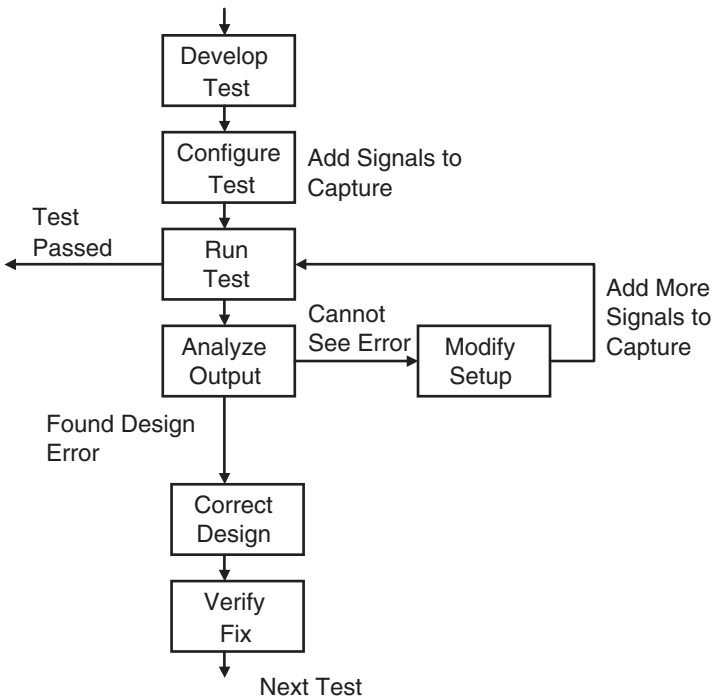 Develop
Test
Configure
Test
Add Signals to
Capture
Test
Passed
Run
Test
Cannot
See Error
Add More
Signals to
Capture
Analyze
Output
Modify
Setup
Found Design
Error
Correct
Design
Verify
Fix
Next Test